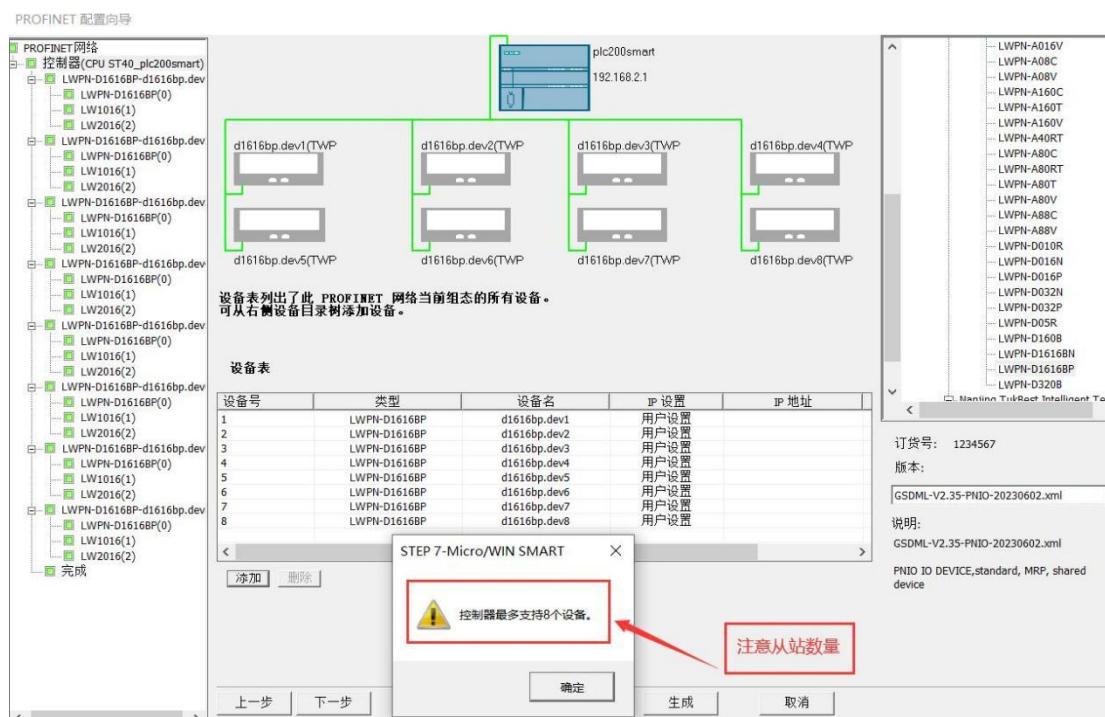 PROFINET 配置向导
PROFINET网络
控制器(CPU ST40_plc200smart)
LWPN-D1616BP-d1616bp.dev
LWPN-D1616BP(0)
LW1016(1)
LW2016(2)
LWPN-D1616BP-d1616bp.dev
LWPN-D1616BP(0)
LW1016(1)
LW2016(2)
LWPN-D1616BP-d1616bp.dev
LWPN-D1616BP(0)
LW1016(1)
LW2016(2)
LWPN-D1616BP-d1616bp.dev
LWPN-D1616BP(0)
LW1016(1)
LW2016(2)
LWPN-D1616BP-d1616bp.dev
LWPN-D1616BP(0)
LW1016(1)
LW2016(2)
LWPN-D1616BP-d1616bp.dev
LWPN-D1616BP(0)
LW1016(1)
LW2016(2)
LWPN-D1616BP-d1616bp.dev
LWPN-D1616BP(0)
LW1016(1)
LW2016(2)
LWPN-D1616BP-d1616bp.dev
LWPN-D1616BP(0)
LW1016(1)
LW2016(2)
完成
plc200smart
192.168.2.1
d1616bp.dev1(TWP d1616bp.dev2(TWP d1616bp.dev3(TWP d1616bp.dev4(TWP
d1616bp.dev5(TWP d1616bp.dev6(TWP d1616bp.dev7(TWP d1616bp.dev8(TWP
设备表列出了此 PROFINET 网络当前组态的所有设备。
可从右侧设备目录树添加设备。
设备表
设备号 类型 设备名 IP 设置 IP 地址
1 LWPN-D1616BP d1616bp.dev1 用户设置
2 LWPN-D1616BP d1616bp.dev2 用户设置
3 LWPN-D1616BP d1616bp.dev3 用户设置
4 LWPN-D1616BP d1616bp.dev4 用户设置
5 LWPN-D1616BP d1616bp.dev5 用户设置
6 LWPN-D1616BP d1616bp.dev6 用户设置
7 LWPN-D1616BP d1616bp.dev7 用户设置
8 LWPN-D1616BP d1616bp.dev8 用户设置
添加 删除
STEP 7-Micro/WIN SMART
控制器最多支持8个设备。
确定
注意从站数量
上一步 下一步 生成 取消
LWPN-A016V
LWPN-A08C
LWPN-A08V
LWPN-A160C
LWPN-A160T
LWPN-A160V
LWPN-A40RT
LWPN-A80C
LWPN-A80RT
LWPN-A80T
LWPN-A80V
LWPN-A88C
LWPN-A88V
LWPN-D010R
LWPN-D016N
LWPN-D016P
LWPN-D032N
LWPN-D032P
LWPN-D05R
LWPN-D160B
LWPN-D1616BN
LWPN-D1616BP
LWPN-D320B
Nanjing TukBest Intelligent Te
订货号: 1234567
版本:
GSDML-V2.35-PNIO-20230602.xml
说明:
GSDML-V2.35-PNIO-20230602.xml
PNIO IO DEVICE,standard, MRP, shared
device